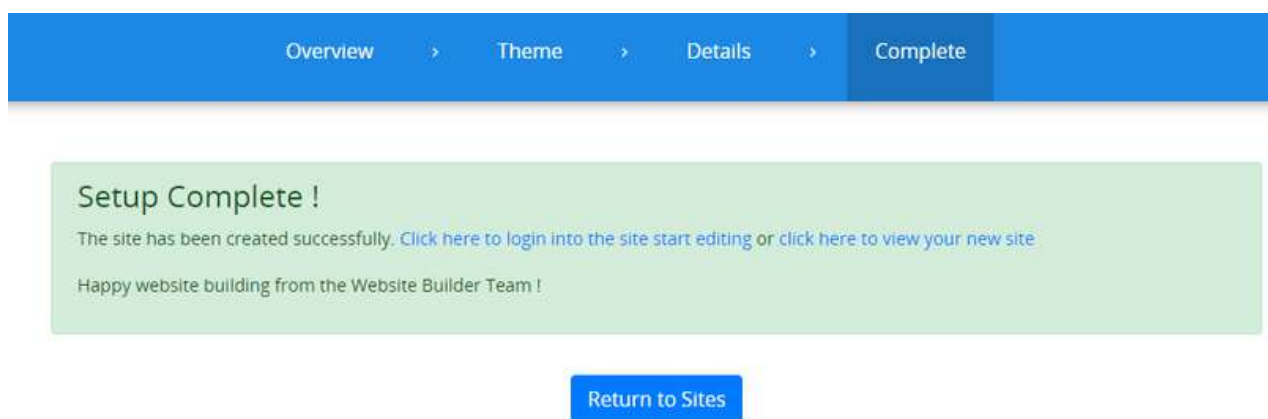 Overview > Theme > Details > Complete
Setup Complete !
The site has been created successfully. Click here to login into the site start editing or click here to view your new site
Happy website building from the Website Builder Team !
Return to Sites